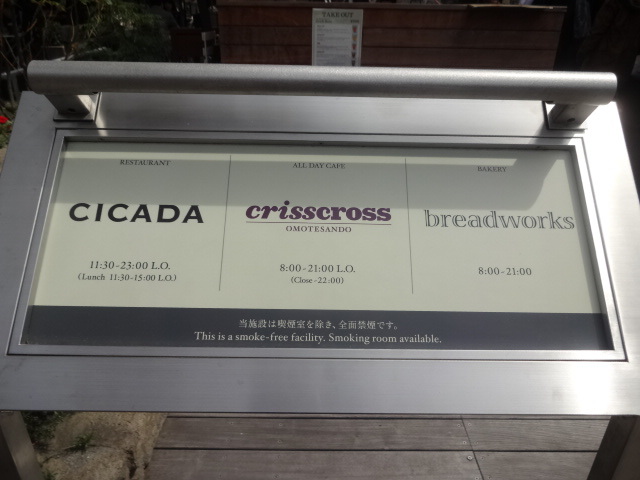 TAKE OUT
RESTAURANT
CICADA
11:30-23:00 L.O.
(Lunch 11:30-15:00 L.O.)
ALL DAY CAFE
crisscross
OMOTESANDO
8:00-21:00 L.O.
(Close-22:00)
BAKERY
breadworks
8:00-21:00
当施設は喫煙室を除き、全面禁煙です。
This is a smoke-free facility. Smoking room available.